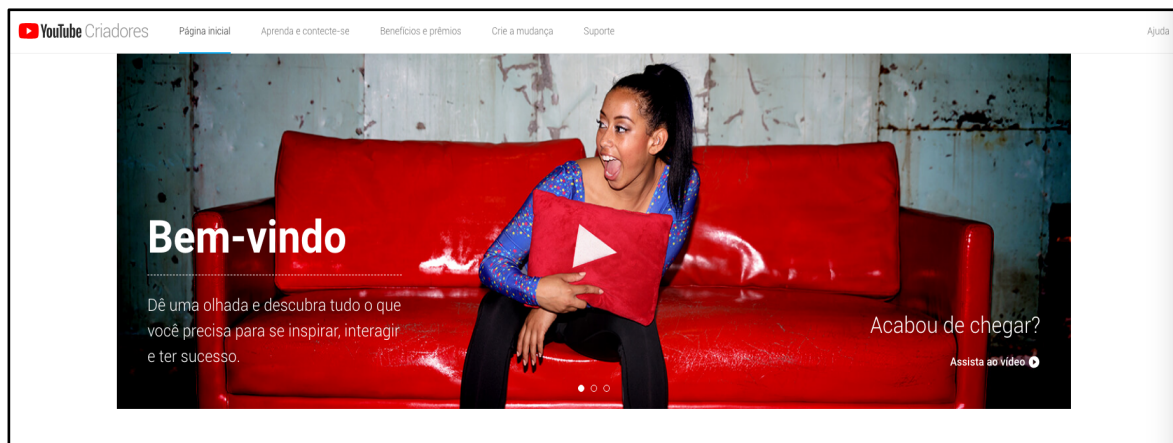 YouTube Criadores
Página inicial
Aprenda e contecte-se
Benefícios e prêmios
Crie a mudança
Suporte
Ajuda
Bem-vindo
Dê uma olhada e descubra tudo o que
você precisa para se inspirar, interagir
e ter sucesso.
Acabou de chegar?
Assista ao vídeo